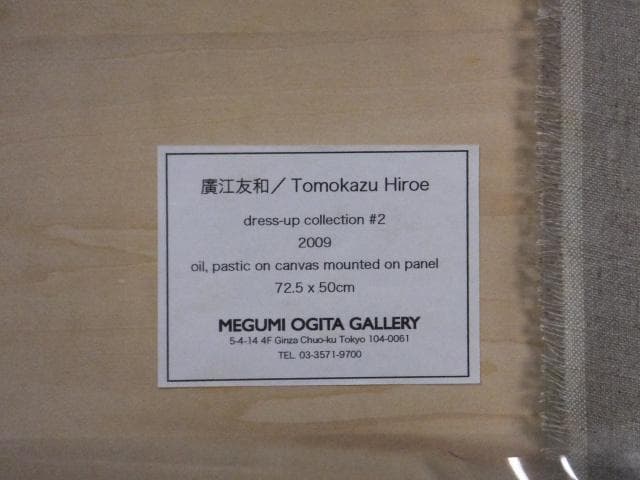 廣江友和／Tomokazu Hiroe
dress-up collection #2
2009
oil, pastic on canvas mounted on panel
72.5 x 50cm
MEGUMI OGITA GALLERY
5-4-14 4F Ginza Chuo-ku Tokyo 104-0061
TEL. 03-3571-9700